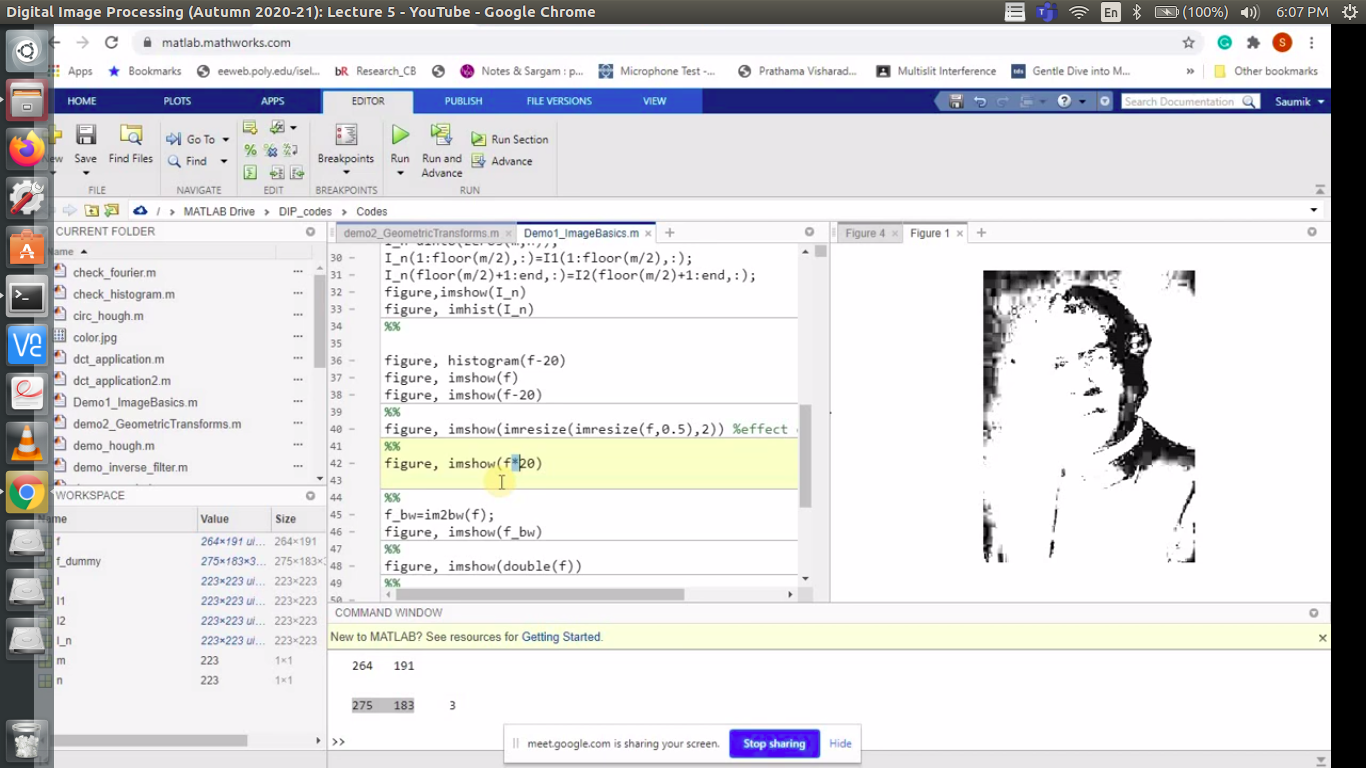 Digital Image Processing (Autumn 2020-21): Lecture 5 - YouTube - Google Chrome
En (100%) 6:07 PM
matlab.mathworks.com S
Apps Bookmarks eeweb.poly.edu/isel... bR Research_CB Notes & Sargam : p... Microphone Test -... Prathama Visharad... Multislit Interference Gentle Dive into M... » Other bookmarks
HOME PLOTS APPS EDITOR PUBLISH FILE VERSIONS VIEW Search Documentation Saumik
Go To
Run Section
Save Find Files Find Breakpoints Run Run and Advance
Advance
FILE NAVIGATE EDIT BREAKPOINTS RUN
/ MATLAB Drive DIP_codes Codes
CURRENT FOLDER
demo2_GeometricTransforms.m Demo1_ImageBasics.m
Figure 4 Figure 1
Name
check_fourier.m
check_histogram.m
circ_hough.m
color.jpg
dct_application.m
dct_application2.m
Demo1_ImageBasics.m
demo2_GeometricTransforms.m
demo_hough.m
demo_inverse_filter.m
30 I_n(1:floor(m/2),:)=I1(1:floor(m/2),:);
31 I_n(floor(m/2)+1:end,:)=I2(floor(m/2)+1:end,:);
32 figure,imshow(I_n)
33 figure, imhist(I_n)
34 %%
35
36 figure, histogram(f-20)
37 figure, imshow(f)
38 figure, imshow(f-20)
39 %%
40 figure, imshow(imresize(imresize(f,0.5),2)) %effect
41 %%
42 figure, imshow(f*20)
43
44 %%
45 f_bw=im2bw(f);
46 figure, imshow(f_bw)
47 %%
48 figure, imshow(double(f))
49 %%
50
WORKSPACE
Name Value Size
f 264×191 ui... 264×191
f_dummy 275×183×3... 275×183×
I 223×223 ui... 223×223
I1 223×223 ui... 223×223
I2 223×223 ui... 223×223
I_n 223×223 ui... 223×223
m 223 1×1
n 223 1×1
COMMAND WINDOW
New to MATLAB? See resources for Getting Started.
264 191
275 183 3
>>
meet.google.com is sharing your screen. Stop sharing Hide